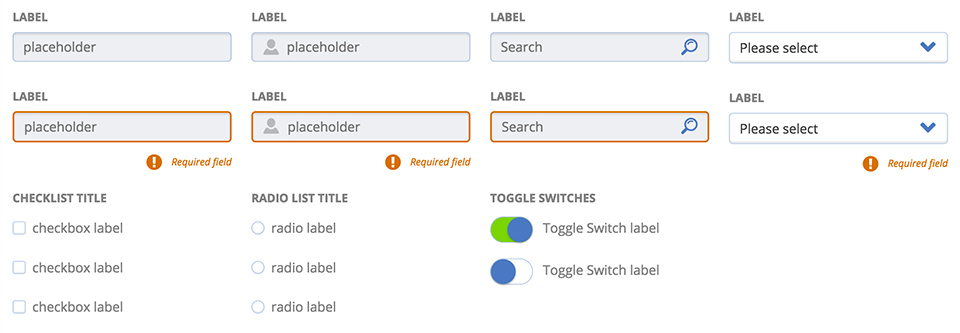 LABEL LABEL LABEL LABEL
placeholder placeholder Search Please select
LABEL LABEL LABEL LABEL
placeholder placeholder Search Please select
Required field Required field Required field
CHECKLIST TITLE RADIO LIST TITLE TOGGLE SWITCHES
checkbox label radio label Toggle Switch label
checkbox label radio label Toggle Switch label
checkbox label radio label